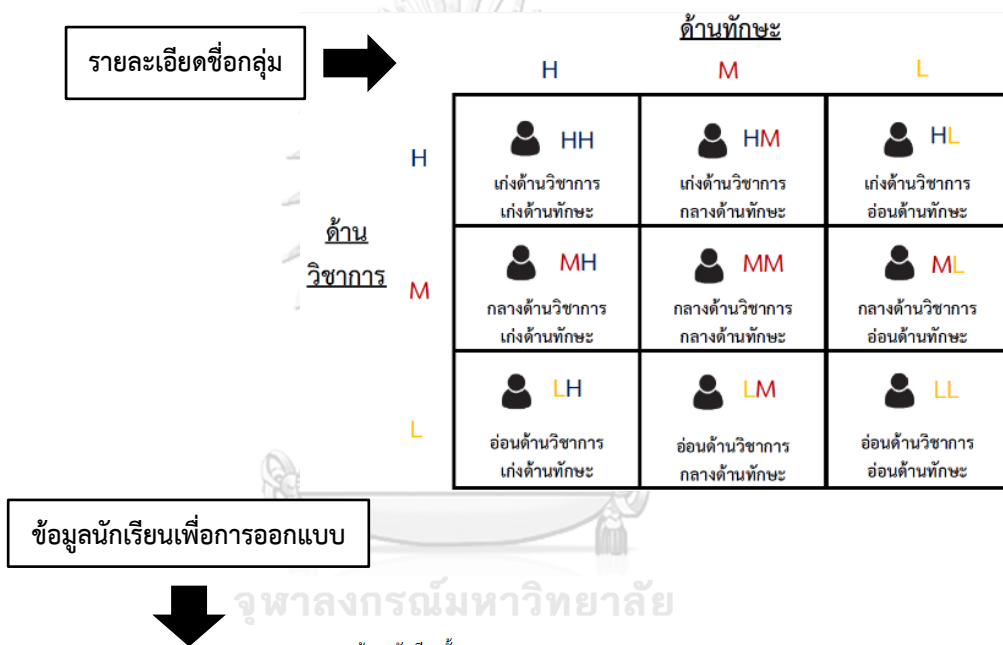 รายละเอียดชื่อกลุ่ม
ด้านทักษะ
H M L
H
HH
เก่งด้านวิชาการ
เก่งด้านทักษะ
HM
เก่งด้านวิชาการ
กลางด้านทักษะ
HL
เก่งด้านวิชาการ
อ่อนด้านทักษะ
ด้าน
วิชาการ
M
MH
กลางด้านวิชาการ
เก่งด้านทักษะ
MM
กลางด้านวิชาการ
กลางด้านทักษะ
ML
กลางด้านวิชาการ
อ่อนด้านทักษะ
L
LH
อ่อนด้านวิชาการ
เก่งด้านทักษะ
LM
อ่อนด้านวิชาการ
กลางด้านทักษะ
LL
อ่อนด้านวิชาการ
อ่อนด้านทักษะ
ข้อมูลนักเรียนเพื่อการออกแบบ
จุฬาลงกรณ์มหาวิทยาลัย